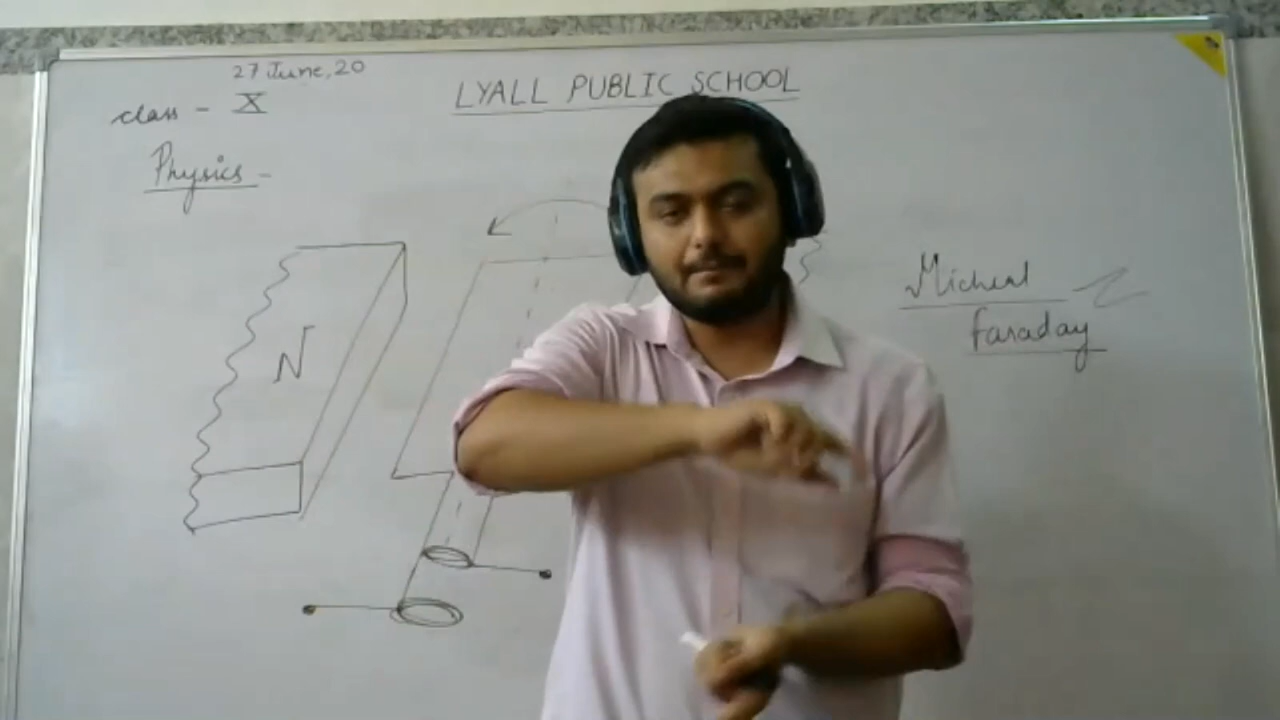 27 June, 20
LYALL PUBLIC SCHOOL
class - X
Physics -
N
Micheal
faraday